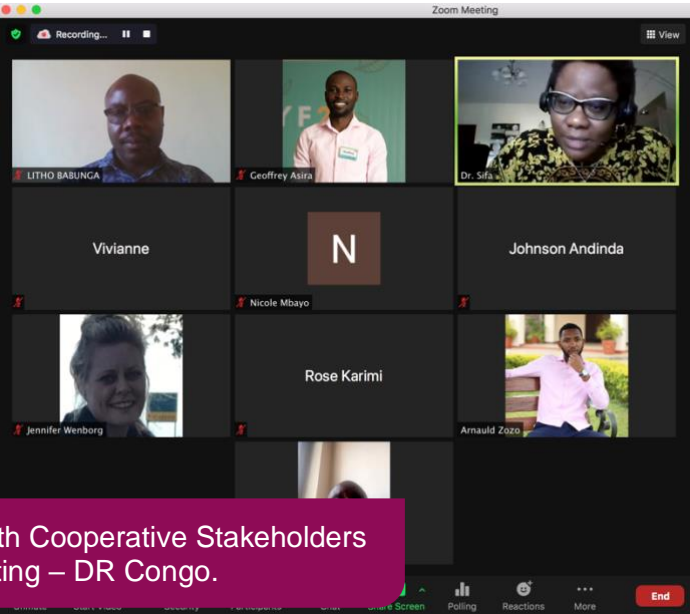 Zoom Meeting
Recording...
View
LITHO BABUNGA
Geoffrey Asira
Dr. Sifa
Vivianne
N
Nicole Mbayo
Johnson Andinda
Jennifer Wenborg
Rose Karimi
Arnauld Zozo
th Cooperative Stakeholders
ting – DR Congo.
Share Screen
Polling
Reactions
More
End